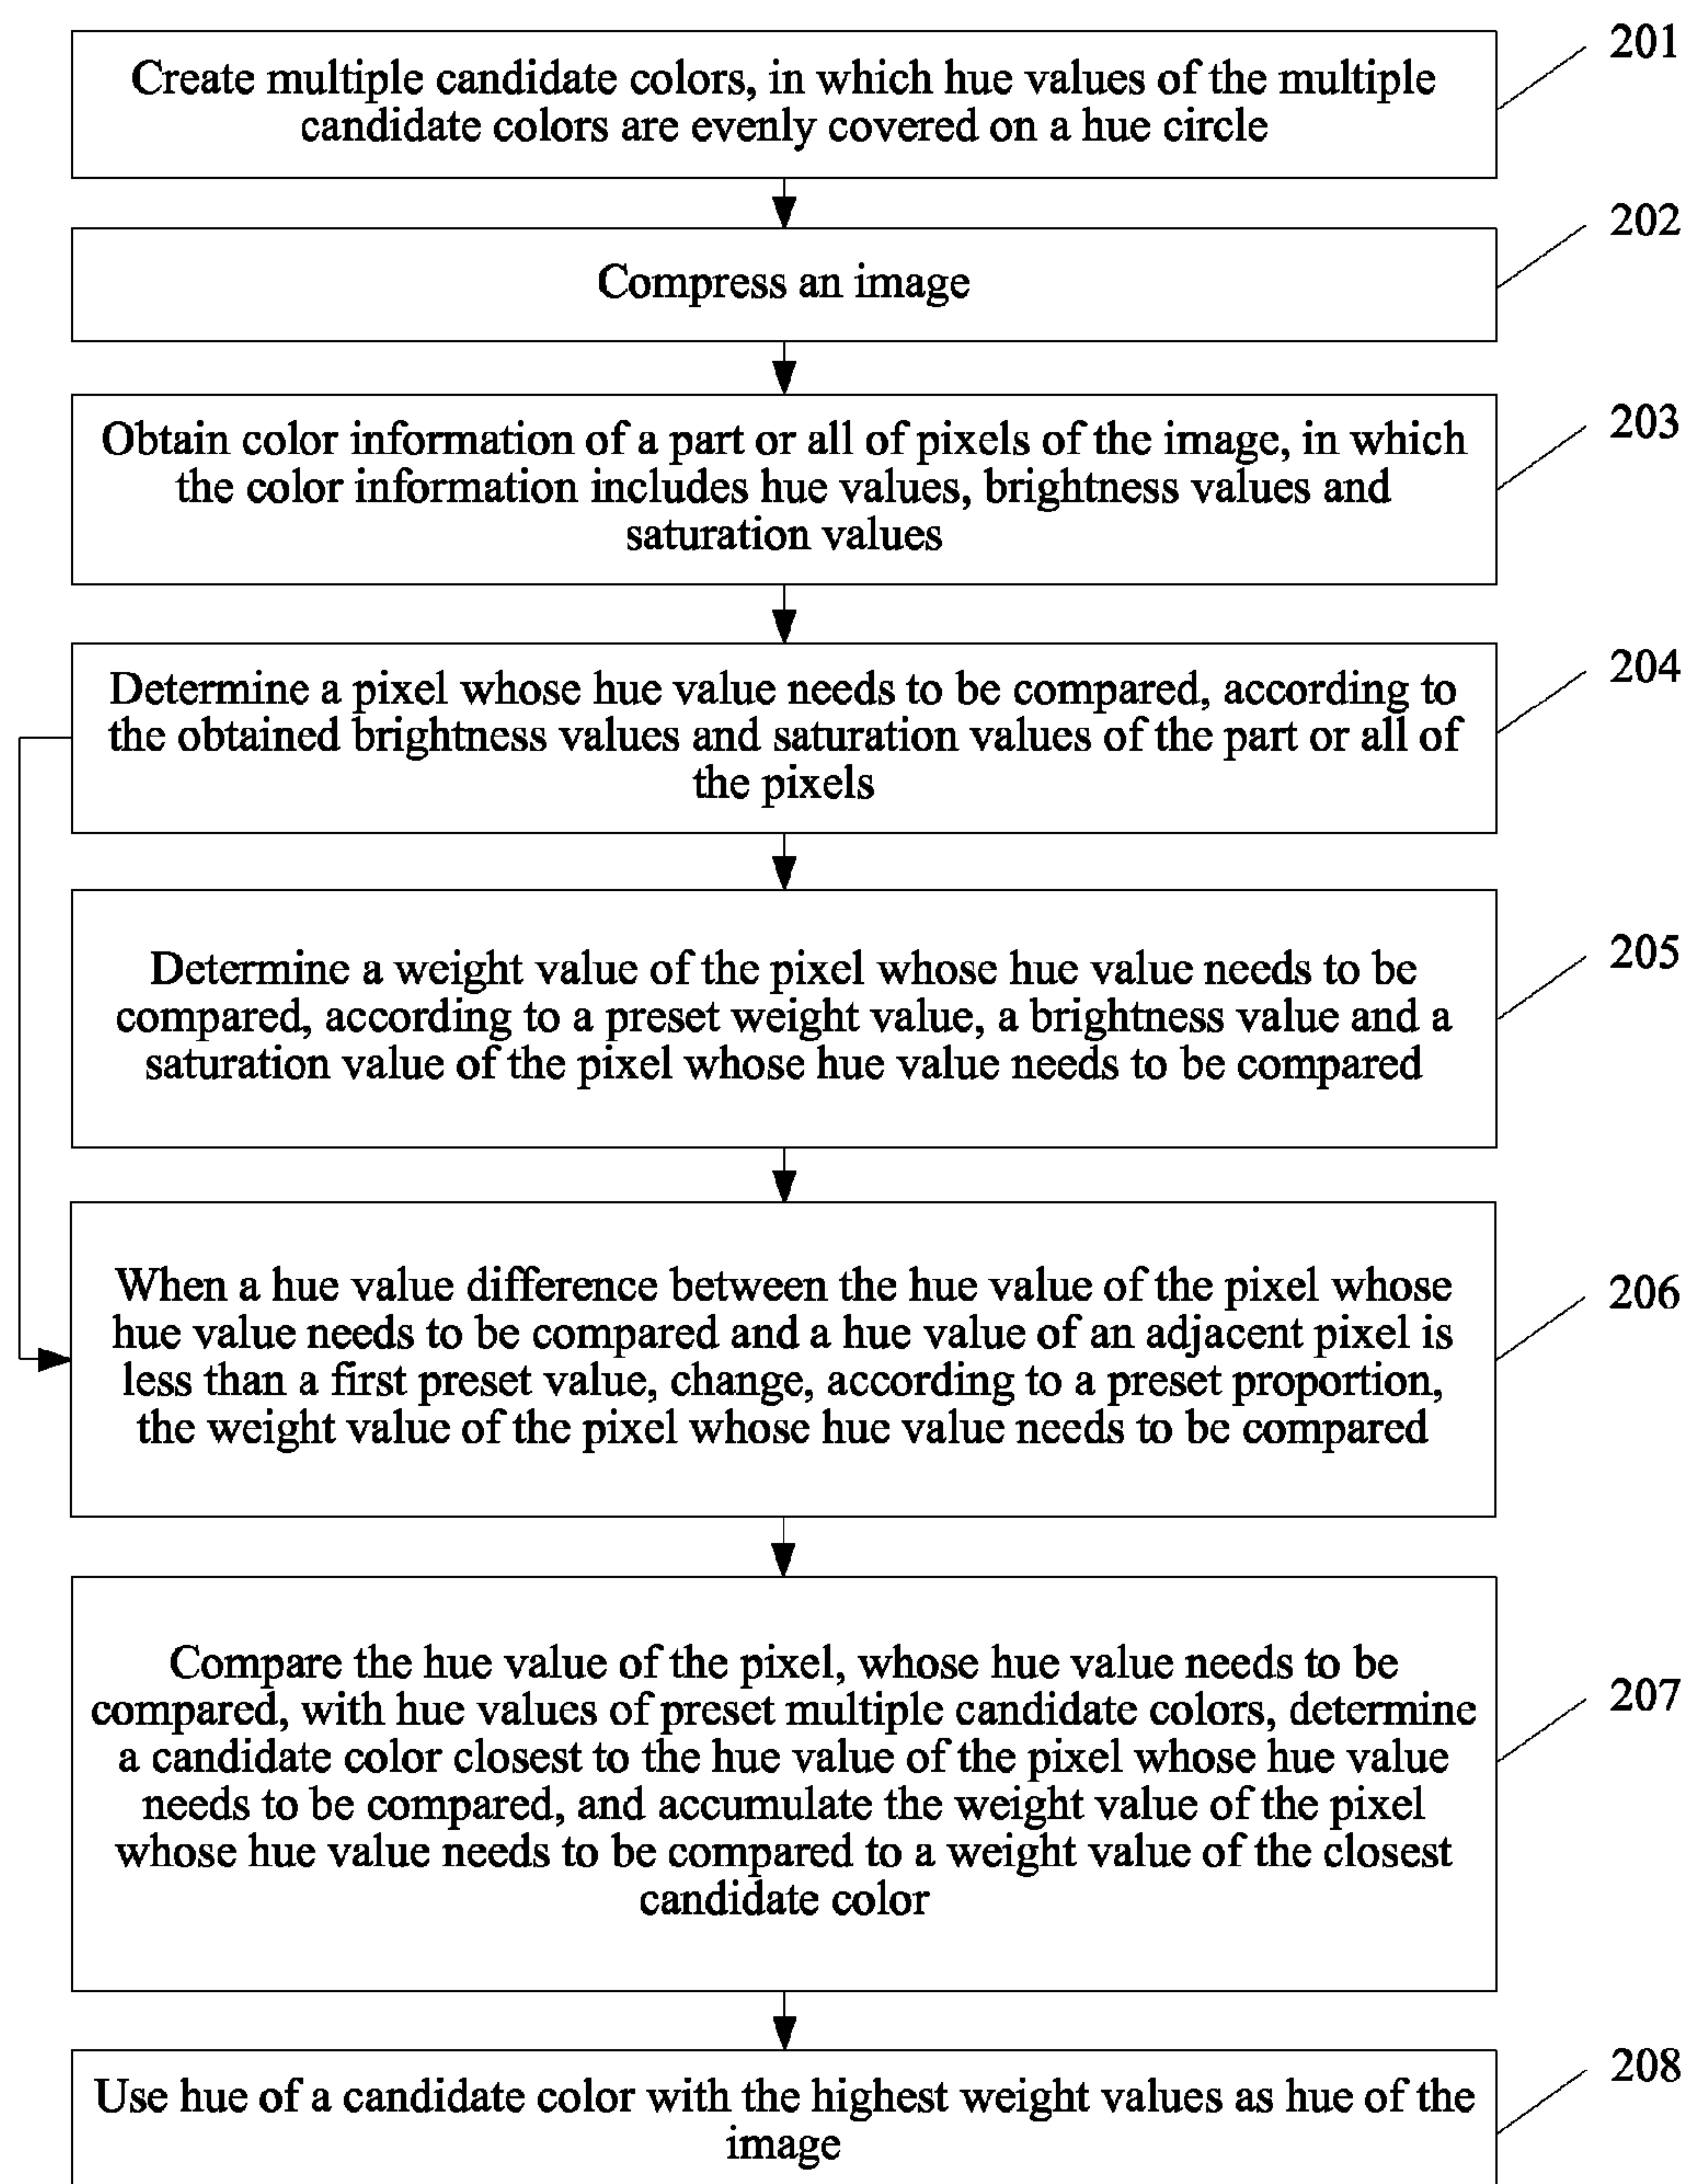 201
Create multiple candidate colors, in which hue values of the multiple
candidate colors are evenly covered on a hue circle
202
Compress an image
203
Obtain color information of a part or all of pixels of the image, in which
the color information includes hue values, brightness values and
saturation values
204
Determine a pixel whose hue value needs to be compared, according to
the obtained brightness values and saturation values of the part or all of
the pixels
205
Determine a weight value of the pixel whose hue value needs to be
compared, according to a preset weight value, a brightness value and a
saturation value of the pixel whose hue value needs to be compared
206
When a hue value difference between the hue value of the pixel whose
hue value needs to be compared and a hue value of an adjacent pixel is
less than a first preset value, change, according to a preset proportion,
the weight value of the pixel whose hue value needs to be compared
207
Compare the hue value of the pixel, whose hue value needs to be
compared, with hue values of preset multiple candidate colors, determine
a candidate color closest to the hue value of the pixel whose hue value
needs to be compared, and accumulate the weight value of the pixel
whose hue value needs to be compared to a weight value of the closest
candidate color
208
Use hue of a candidate color with the highest weight values as hue of the
image